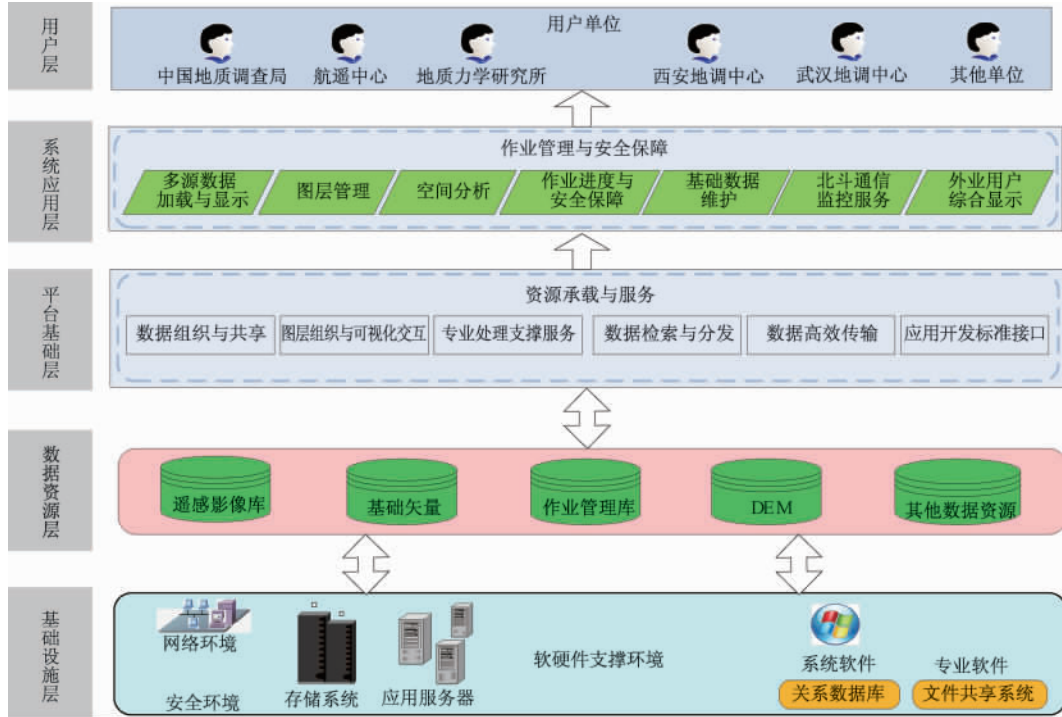 用户层
用户单位
中国地质调查局
航遥中心
地质力学研究所
西安地调中心
武汉地调中心
其他单位
系统应用层
作业管理与安全保障
多源数据
加载与显示
图层管理
空间分析
作业进度与
安全保障
基础数据
维护
北斗通信
监控服务
外业用户
综合显示
平台基础层
资源承载与服务
数据组织与共享
图层组织与可视化交互
专业处理支撑服务
数据检索与分发
数据高效传输
应用开发标准接口
数据资源层
遥感影像库
基础矢量
作业管理库
DEM
其他数据资源
基础设施层
网络环境
安全环境
存储系统
应用服务器
软硬件支撑环境
系统软件
关系数据库
专业软件
文件共享系统